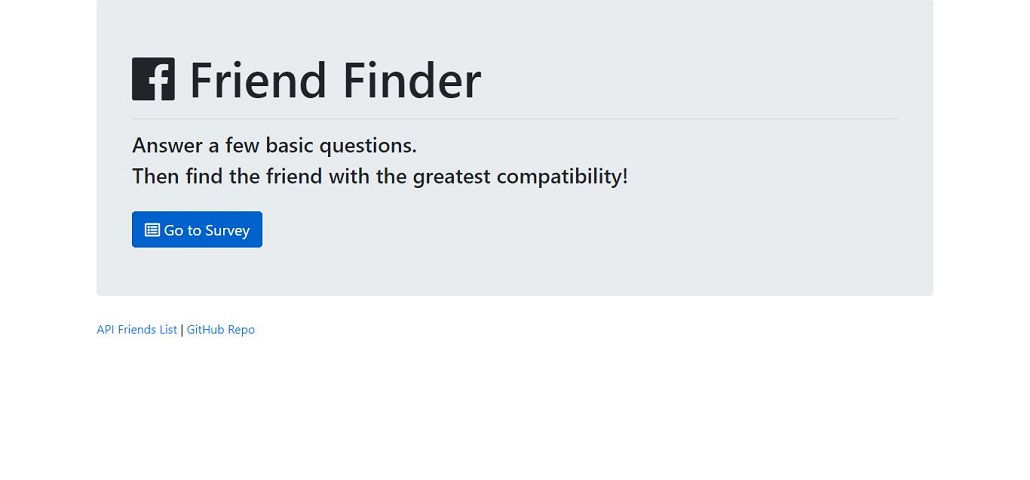 Friend Finder
Answer a few basic questions.
Then find the friend with the greatest compatibility!
Go to Survey
API Friends List | GitHub Repo